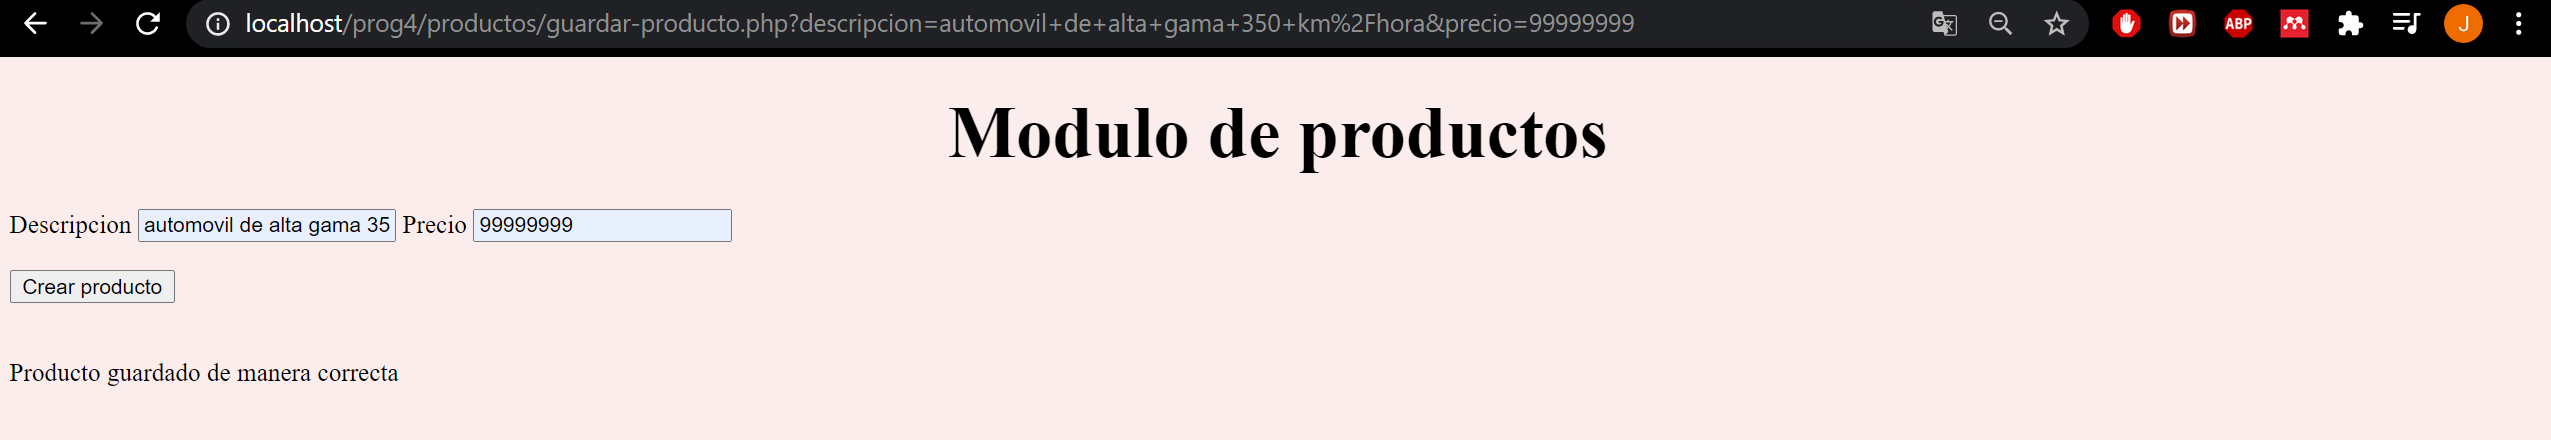 localhost/prog4/productos/guardar-producto.php?descripcion=automovil+de+alta+gama+350+km%2Fhora&precio=99999999
ABP
J
Modulo de productos
Descripcion automovil de alta gama 35 Precio 99999999
Crear producto
Producto guardado de manera correcta